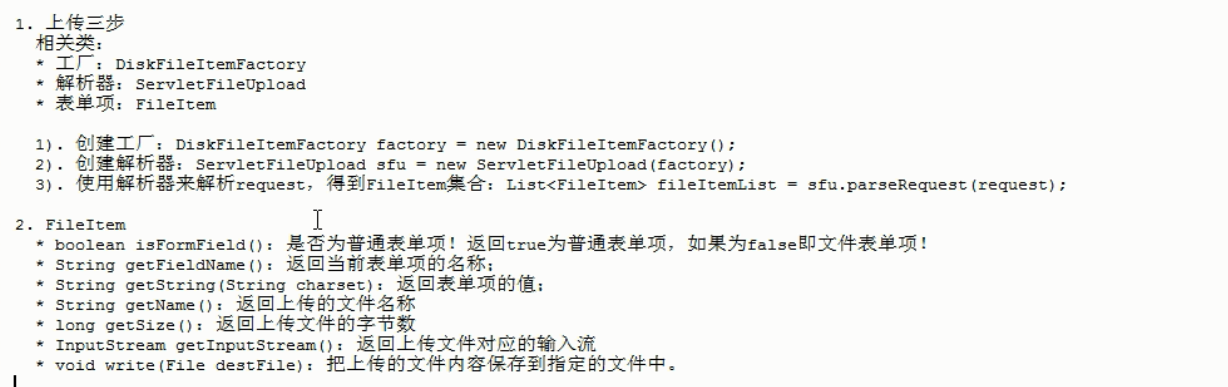 1. 上传三步
相关类：
* 工厂：DiskFileItemFactory
* 解析器：ServletFileUpload
* 表单项：FileItem
1). 创建工厂：DiskFileItemFactory factory = new DiskFileItemFactory();
2). 创建解析器：ServletFileUpload sfu = new ServletFileUpload(factory);
3). 使用解析器来解析request，得到FileItem集合：List<FileItem> fileItemList = sfu.parseRequest(request);
2. FileItem
* boolean isFormField()：是否为普通表单项！返回true为普通表单项，如果为false即文件表单项！
* String getFieldName()：返回当前表单项的名称；
* String getString(String charset)：返回表单项的值；
* String getName()：返回上传的文件名称
* long getSize()：返回上传文件的字节数
* InputStream getInputStream()：返回上传文件对应的输入流
* void write(File destFile)：把上传的文件内容保存到指定的文件中。